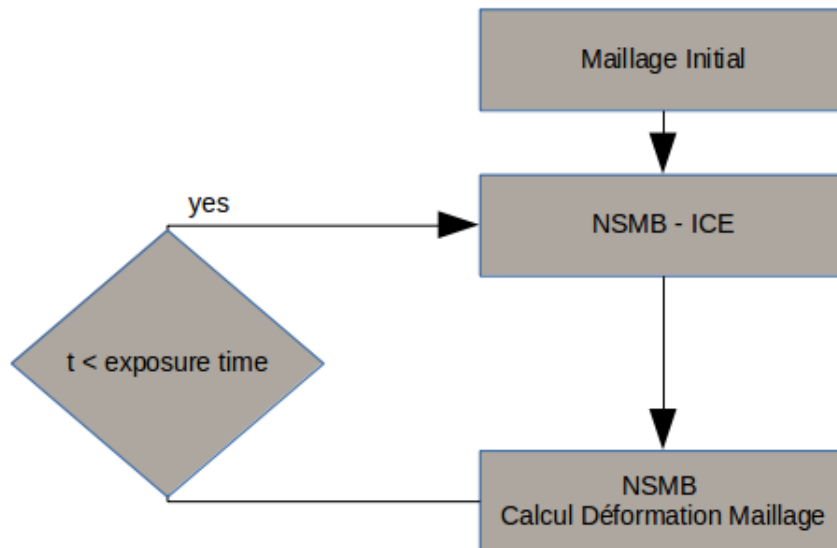 Maillage Initial
yes
NSMB - ICE
t < exposure time
NSMB
Calcul Déformation Maillage